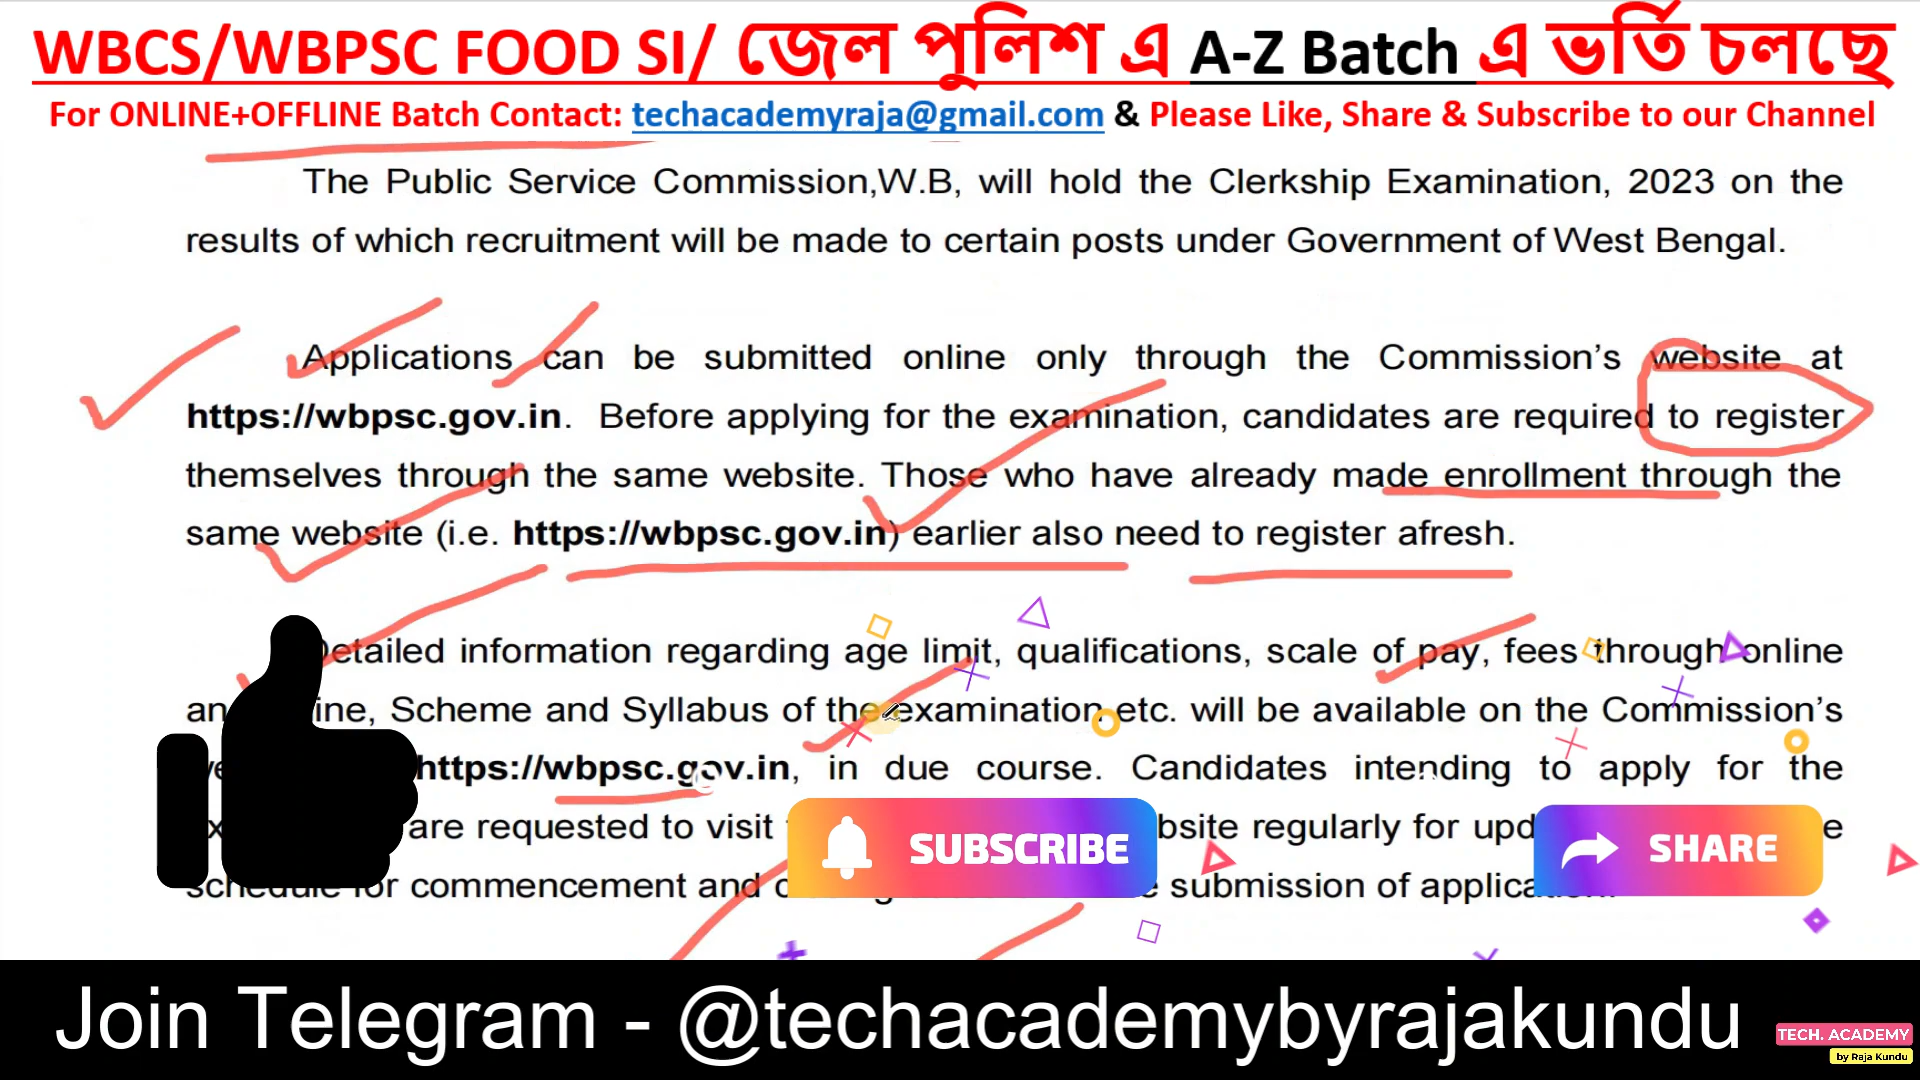 WBCS/WBPSC FOOD SI/ জেল পুলিশ এ A-Z Batch এ ভর্তি চলছে
For ONLINE+OFFLINE Batch Contact: techacademyraja@gmail.com & Please Like, Share & Subscribe to our Channel
The Public Service Commission,W.B, will hold the Clerkship Examination, 2023 on the
results of which recruitment will be made to certain posts under Government of West Bengal.
Applications can be submitted online only through the Commission's website at
https://wbpsc.gov.in. Before applying for the examination, candidates are required to register
themselves through the same website. Those who have already made enrollment through the
same website (i.e. https://wbpsc.gov.in) earlier also need to register afresh.
Detailed information regarding age limit, qualifications, scale of pay, fees through online
Scheme and Syllabus of the examination etc. will be available on the Commission's
https://wbpsc.gov.in, in due course. Candidates intending to apply for the
are requested to visit regularly for
schedule for commencement and submission of
SUBSCRIBE
SHARE
Join Telegram - @techacademybyrajakundu
TECH. ACADEMY
by Raja Kundu